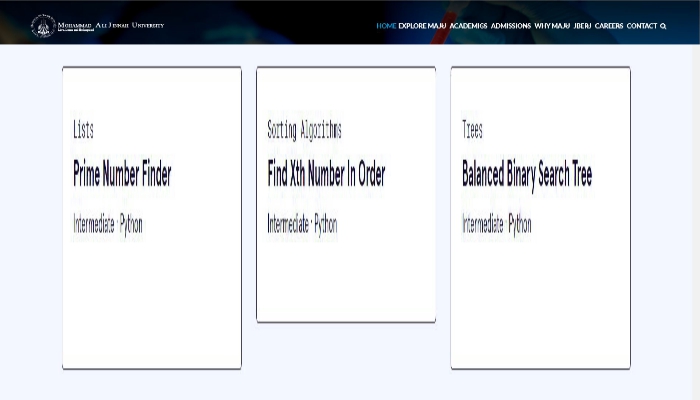 Mohammad Ali Jinnah University
HOME EXPLORE MAJU ACADEMICS ADMISSIONS WHY MAJU JBERJ CAREERS CONTACT
Lists
Prime Number Finder
Intermediate · Python
Sorting Algorithms
Find Xth Number In Order
Intermediate · Python
Trees
Balanced Binary Search Tree
Intermediate · Python